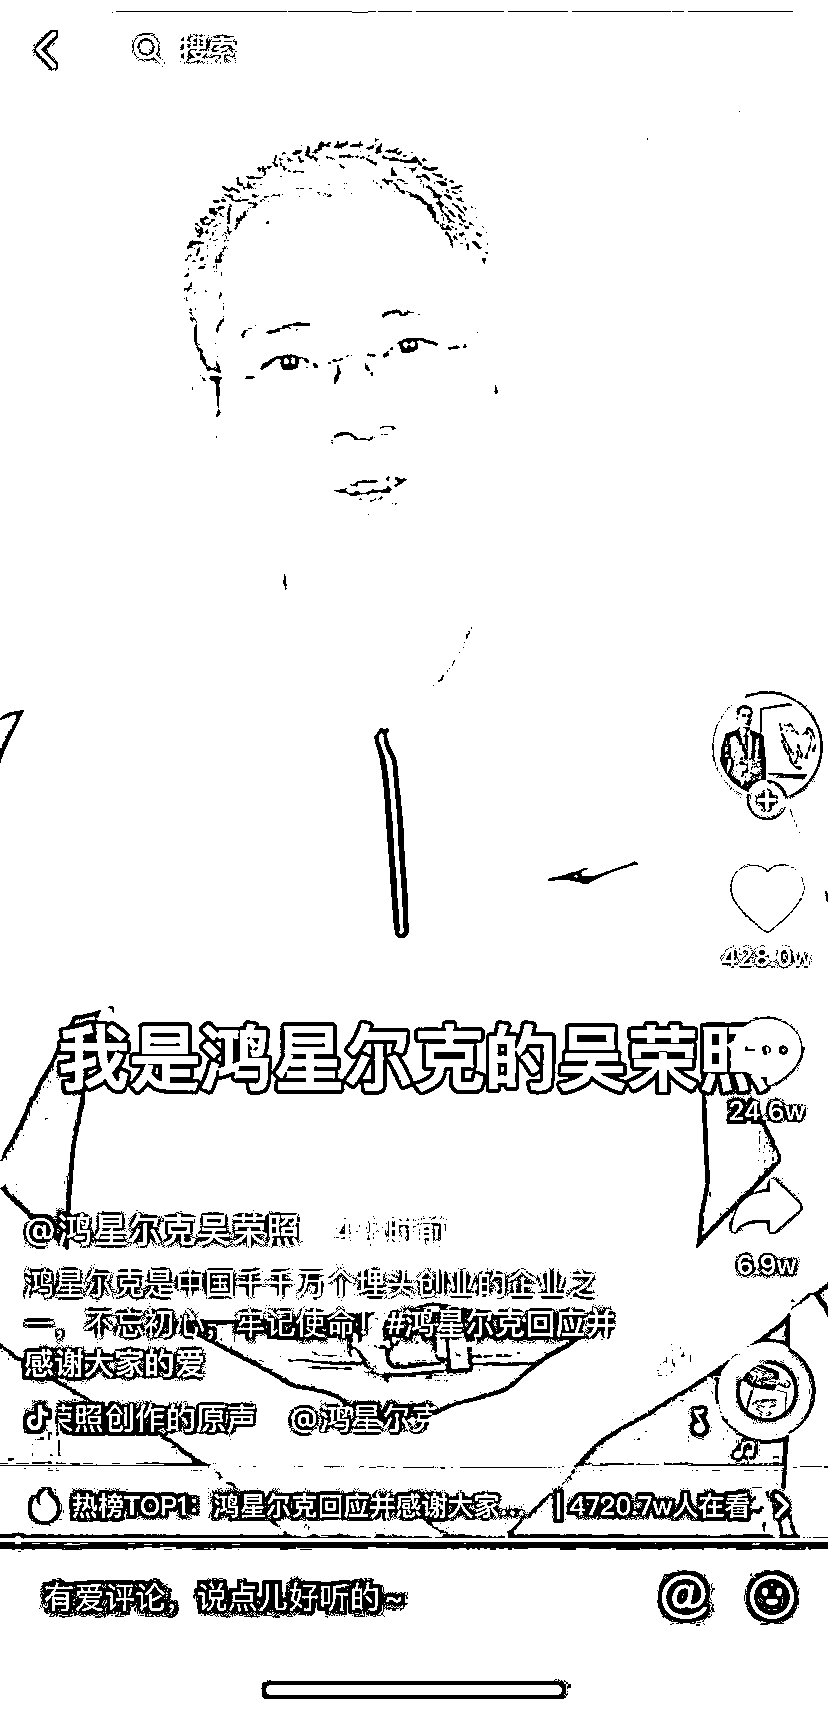 搜索
428.0w
我是鸿星尔克的吴荣照
24.6w
@鸿星尔克吴荣照
6.9w
鸿星尔克是中国千千万个埋头创业的企业之
一，不忘初心，牢记使命！#鸿星尔克回应并
感谢大家的爱
荣照创作的原声 @鸿星尔克
热榜TOP1：鸿星尔克回应并感谢大家... | 4720.7w人在看
有爱评论，说点儿好听的~